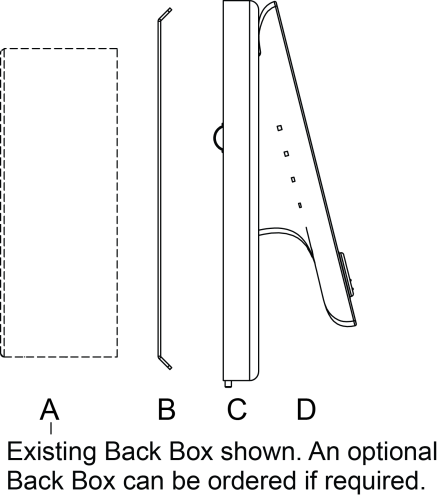 A B C D
Existing Back Box shown. An optional
Back Box can be ordered if required.